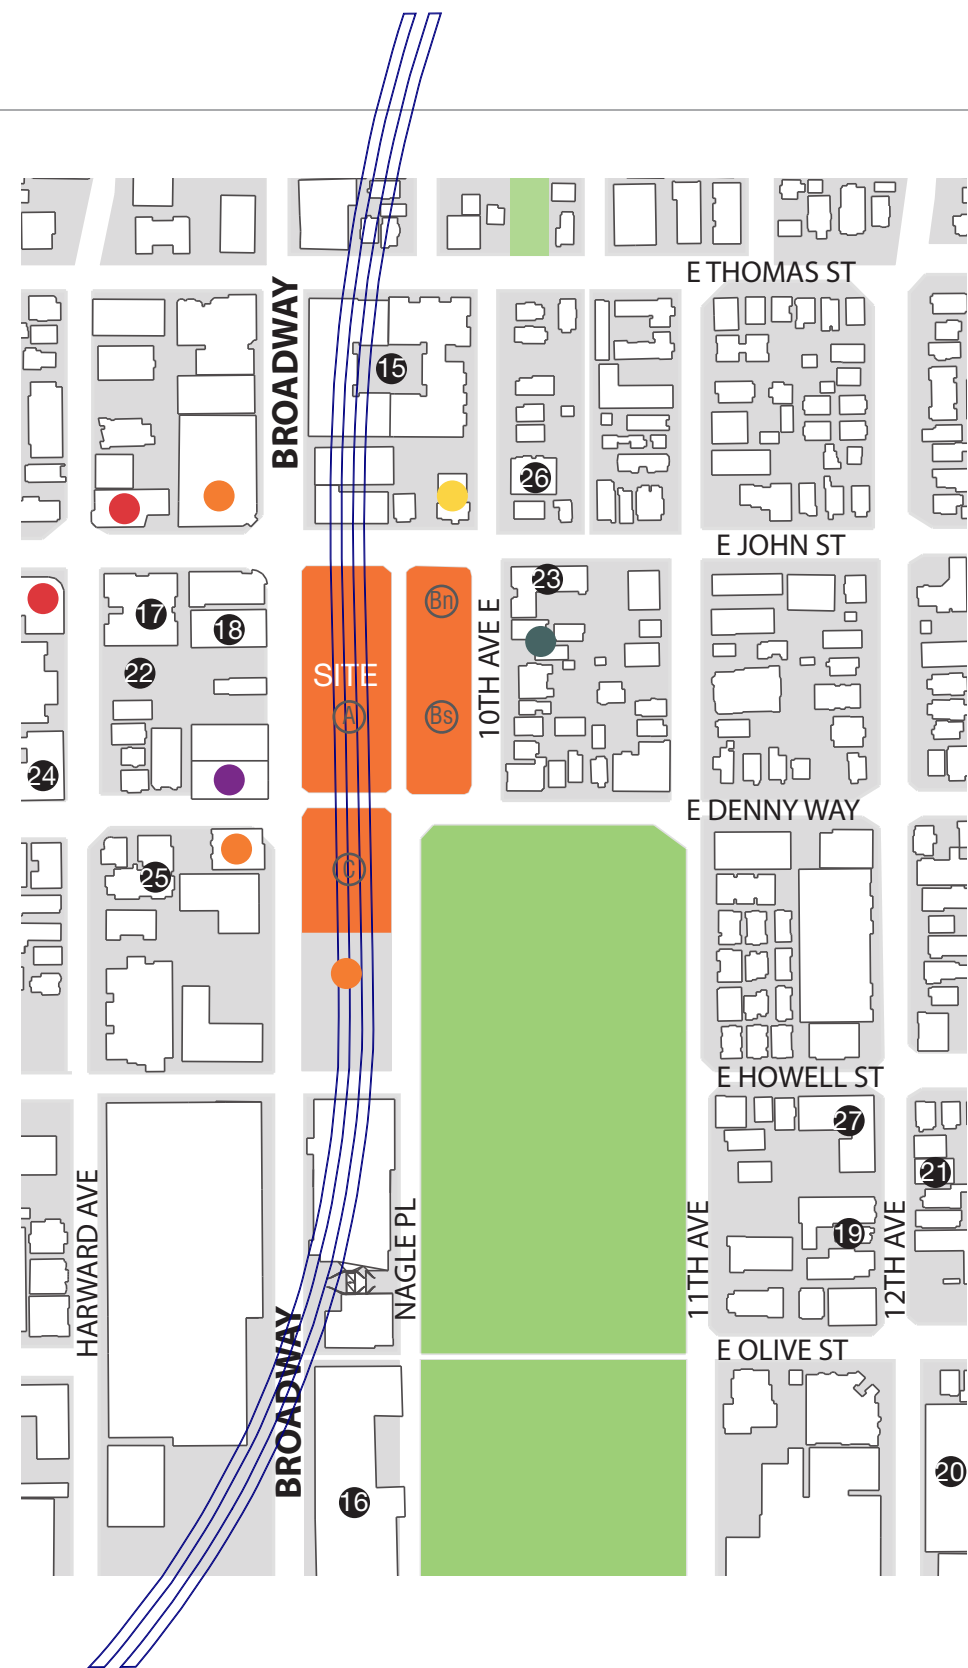 E THOMAS ST
BROADWAY
15
26
E JOHN ST
23
17
Bn
18
10TH AVE E
22
SITE
A
Bs
24
E DENNY WAY
C
25
E HOWELL ST
27
21
HARWARD AVE
NAGLE PL
11TH AVE
19
12TH AVE
BROADWAY
E OLIVE ST
20
16